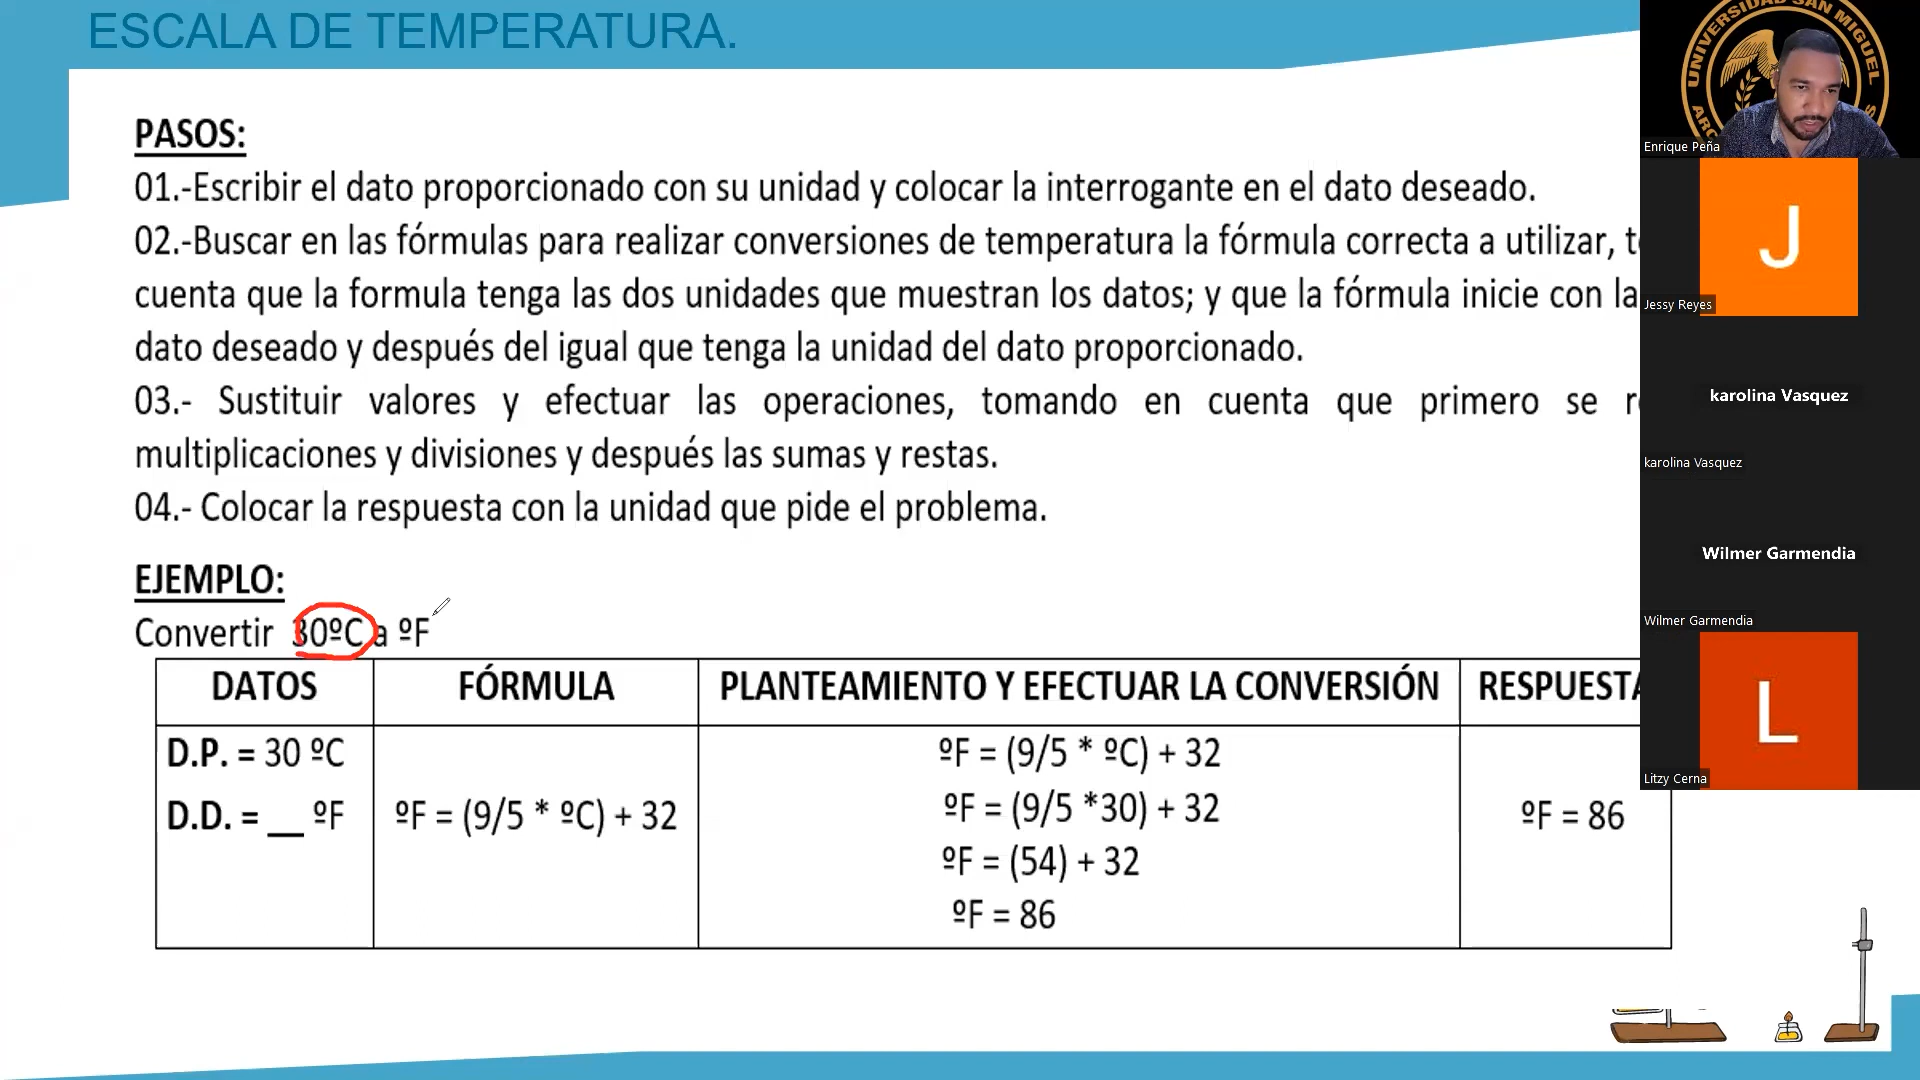 ESCALA DE TEMPERATURA.
PASOS:
01.-Escribir el dato proporcionado con su unidad y colocar la interrogante en el dato deseado.
02.-Buscar en las fórmulas para realizar conversiones de temperatura la fórmula correcta a utilizar,
cuenta que la formula tenga las dos unidades que muestran los datos; y que la fórmula inicie con la
dato deseado y después del igual que tenga la unidad del dato proporcionado.
03.- Sustituir valores y efectuar las operaciones, tomando en cuenta que primero se
multiplicaciones y divisiones y después las sumas y restas.
04.- Colocar la respuesta con la unidad que pide el problema.
EJEMPLO:
Convertir 30ºC a ºF
DATOS FÓRMULA PLANTEAMIENTO Y EFECTUAR LA CONVERSIÓN RESPUESTA
D.P. = 30 ºC
D.D. = __ ºF
ºF = (9/5 * ºC) + 32
ºF = (9/5 * ºC) + 32
ºF = (9/5 *30) + 32
ºF = (54) + 32
ºF = 86
ºF = 86
UNIVERSIDAD SAN MIGUEL
Enrique Peña
J
Jessy Reyes
karolina Vasquez
karolina Vasquez
Wilmer Garmendia
Wilmer Garmendia
L
Litzy Cerna